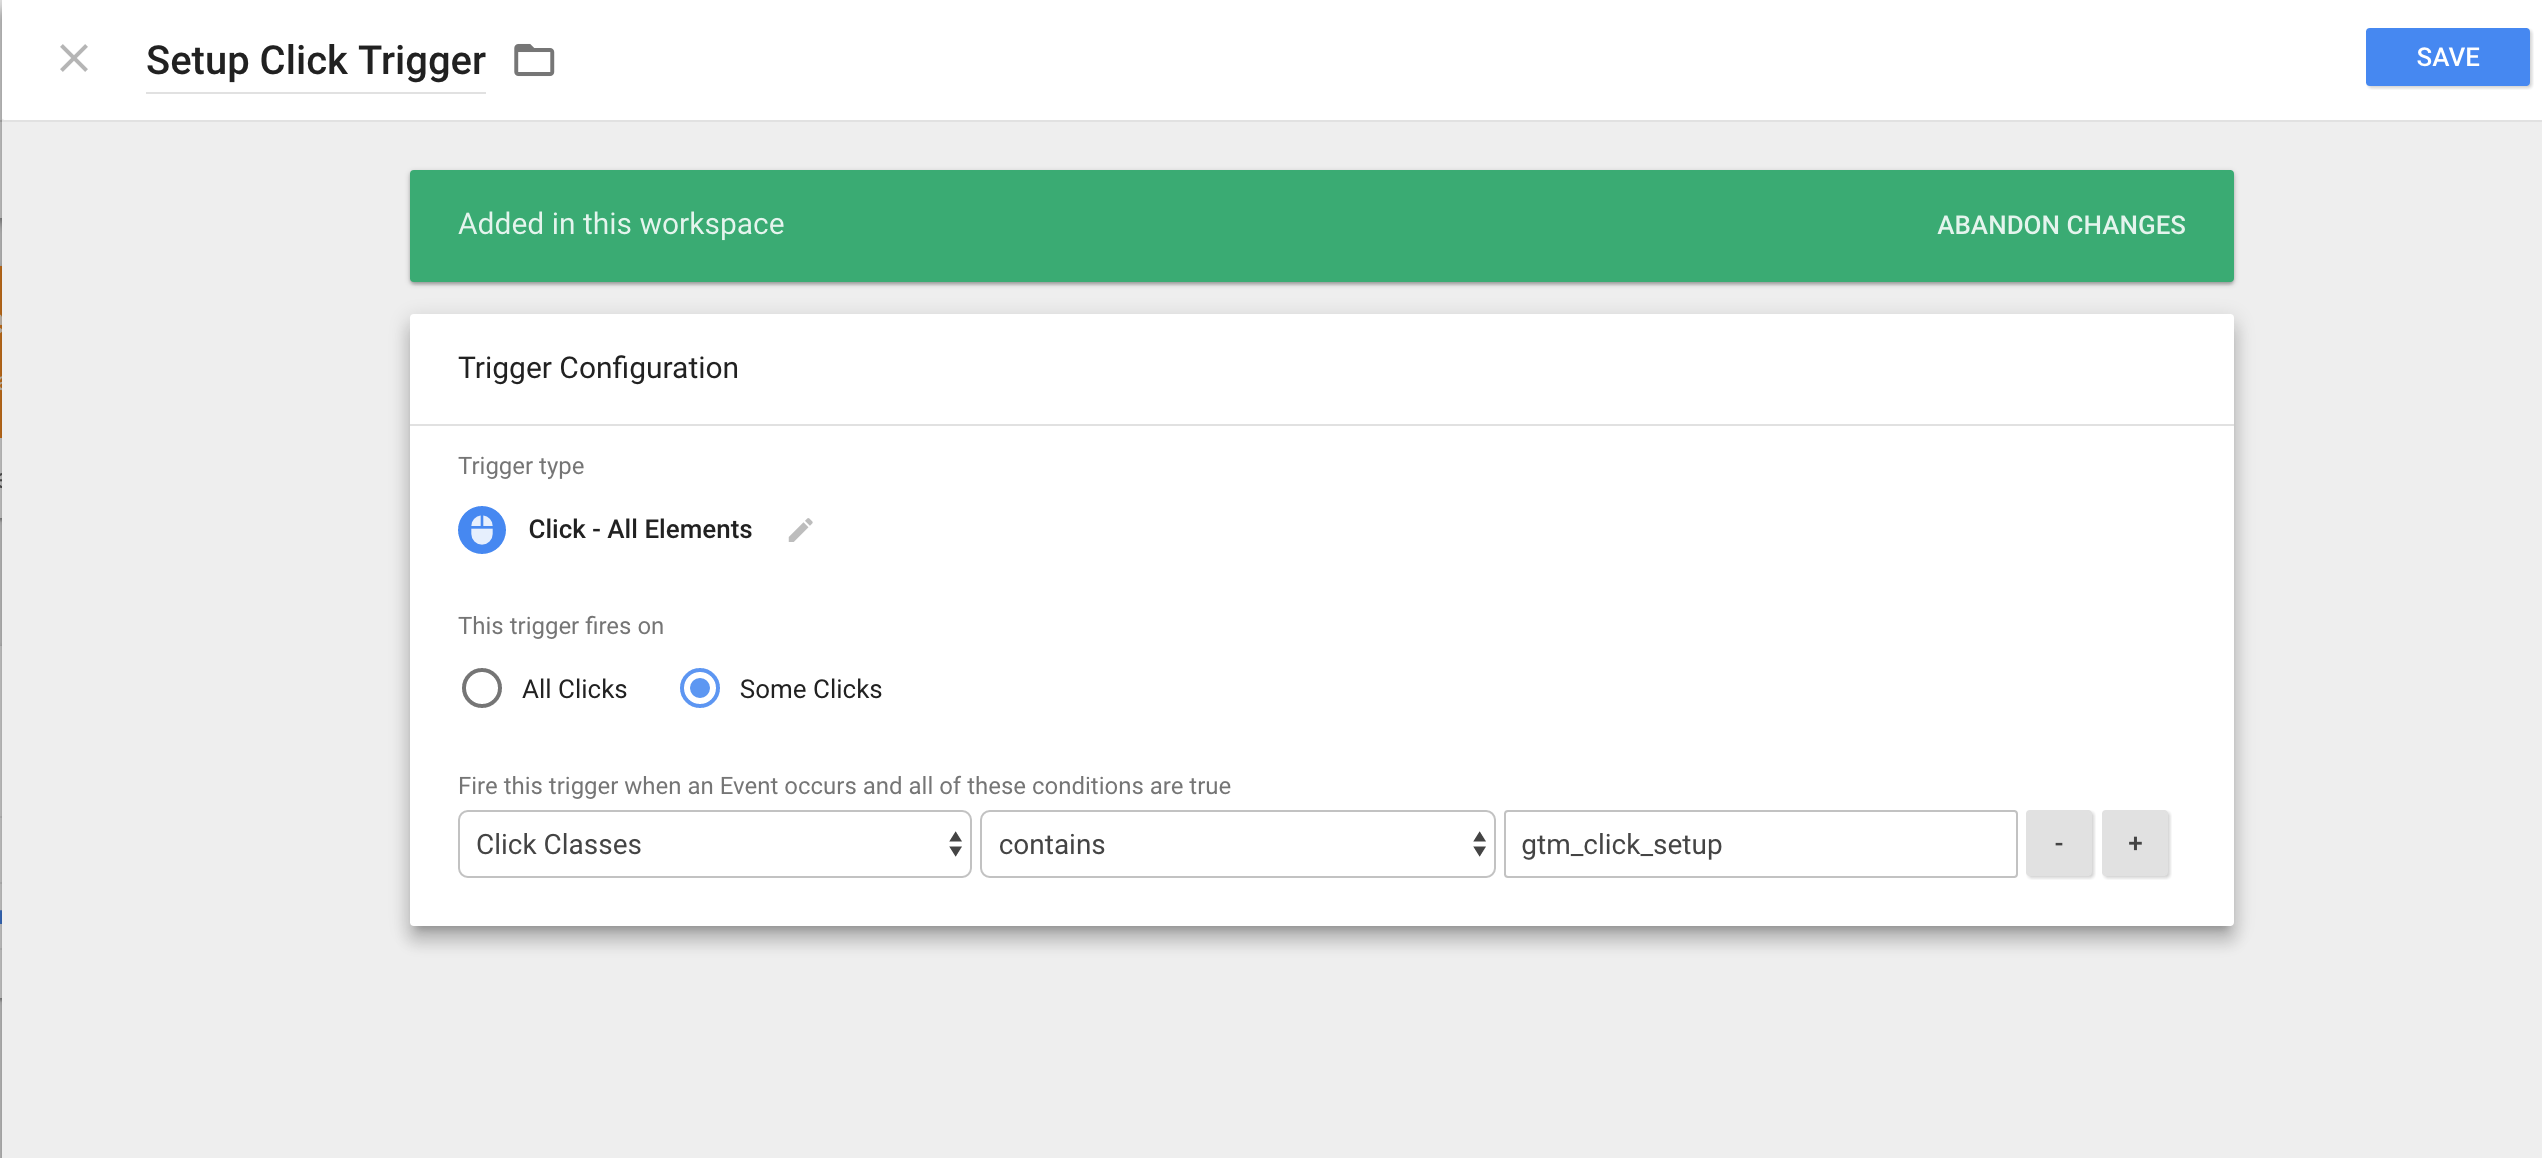 Setup Click Trigger
SAVE
Added in this workspace
ABANDON CHANGES
Trigger Configuration
Trigger type
Click - All Elements
This trigger fires on
All Clicks
Some Clicks
Fire this trigger when an Event occurs and all of these conditions are true
Click Classes
contains
gtm_click_setup
-
+